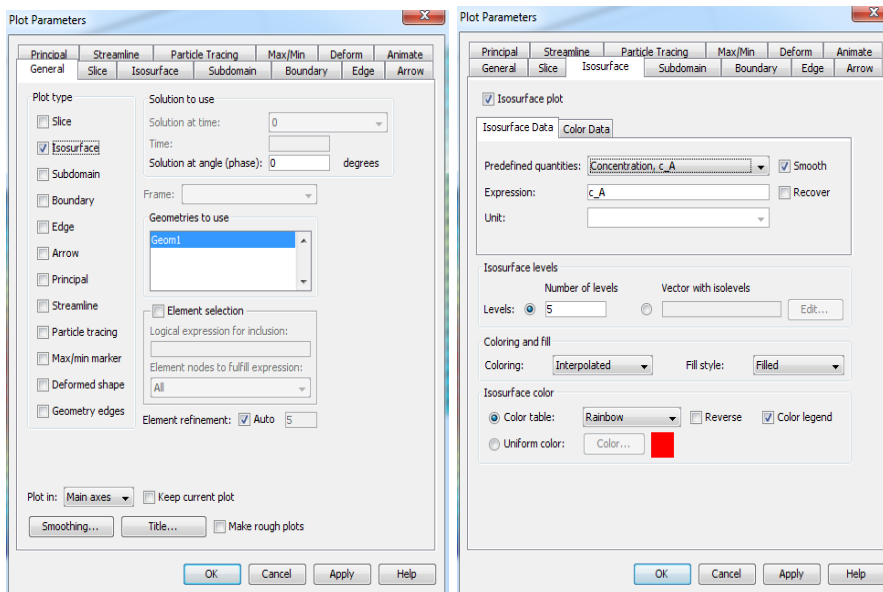 Plot Parameters
Principal Streamline Particle Tracing Max/Min Deform Animate
General Slice Isosurface Subdomain Boundary Edge Arrow
Plot type
Slice
Isosurface
Subdomain
Boundary
Edge
Arrow
Principal
Streamline
Particle tracing
Max/min marker
Deformed shape
Geometry edges
Solution to use
Solution at time: 0
Time:
Solution at angle (phase): 0 degrees
Frame:
Geometries to use
Geom1
Element selection
Logical expression for inclusion:
Element nodes to fulfill expression:
All
Element refinement: Auto 5
Plot in: Main axes Keep current plot
Smoothing... Title... Make rough plots
OK Cancel Apply Help
Plot Parameters
Principal Streamline Particle Tracing Max/Min Deform Animate
General Slice Isosurface Subdomain Boundary Edge Arrow
Isosurface plot
Isosurface Data Color Data
Predefined quantities: Concentration, c_A Smooth
Expression: c_A Recover
Unit:
Isosurface levels
Number of levels Vector with isolevels
Levels: 5 Edit...
Coloring and fill
Coloring: Interpolated Fill style: Filled
Isosurface color
Color table: Rainbow Reverse Color legend
Uniform color: Color...
OK Cancel Apply Help